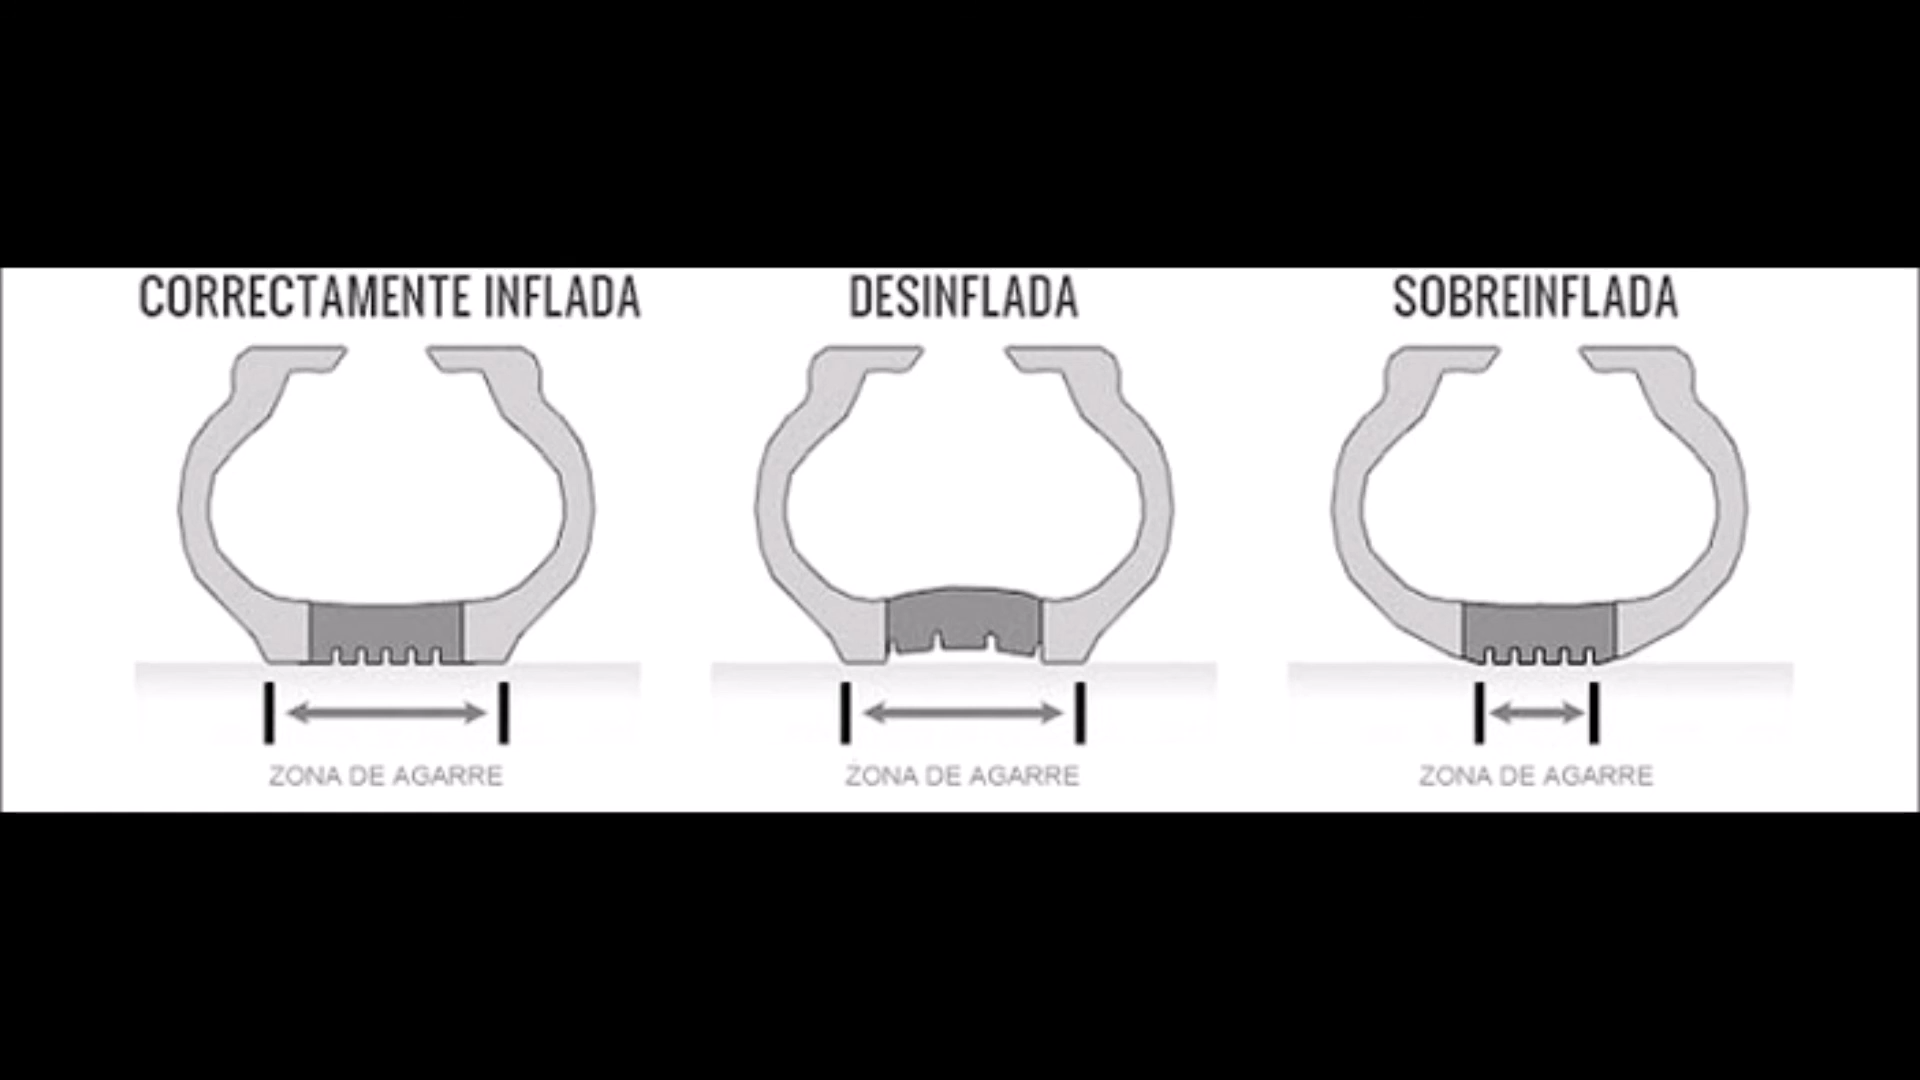 CORRECTAMENTE INFLADA
DESINFLADA
SOBREINFLADA
ZONA DE AGARRE
ZONA DE AGARRE
ZONA DE AGARRE